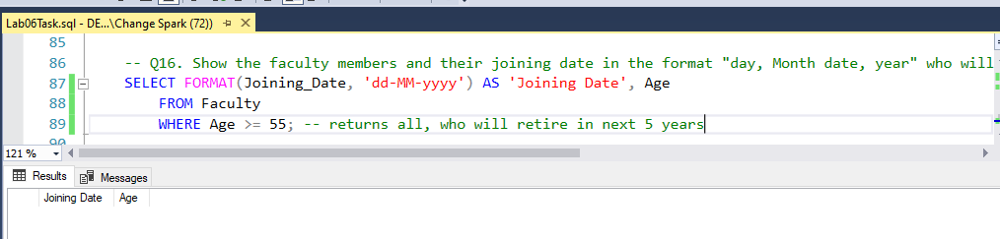 Lab06Task.sql - DE...\Change Spark (72))
85
86 -- Q16. Show the faculty members and their joining date in the format "day, Month date, year" who will
87 SELECT FORMAT(Joining_Date, 'dd-MM-yyyy') AS 'Joining Date', Age
88 FROM Faculty
89 WHERE Age >= 55; -- returns all, who will retire in next 5 years
90
121 %
Results Messages
Joining Date Age